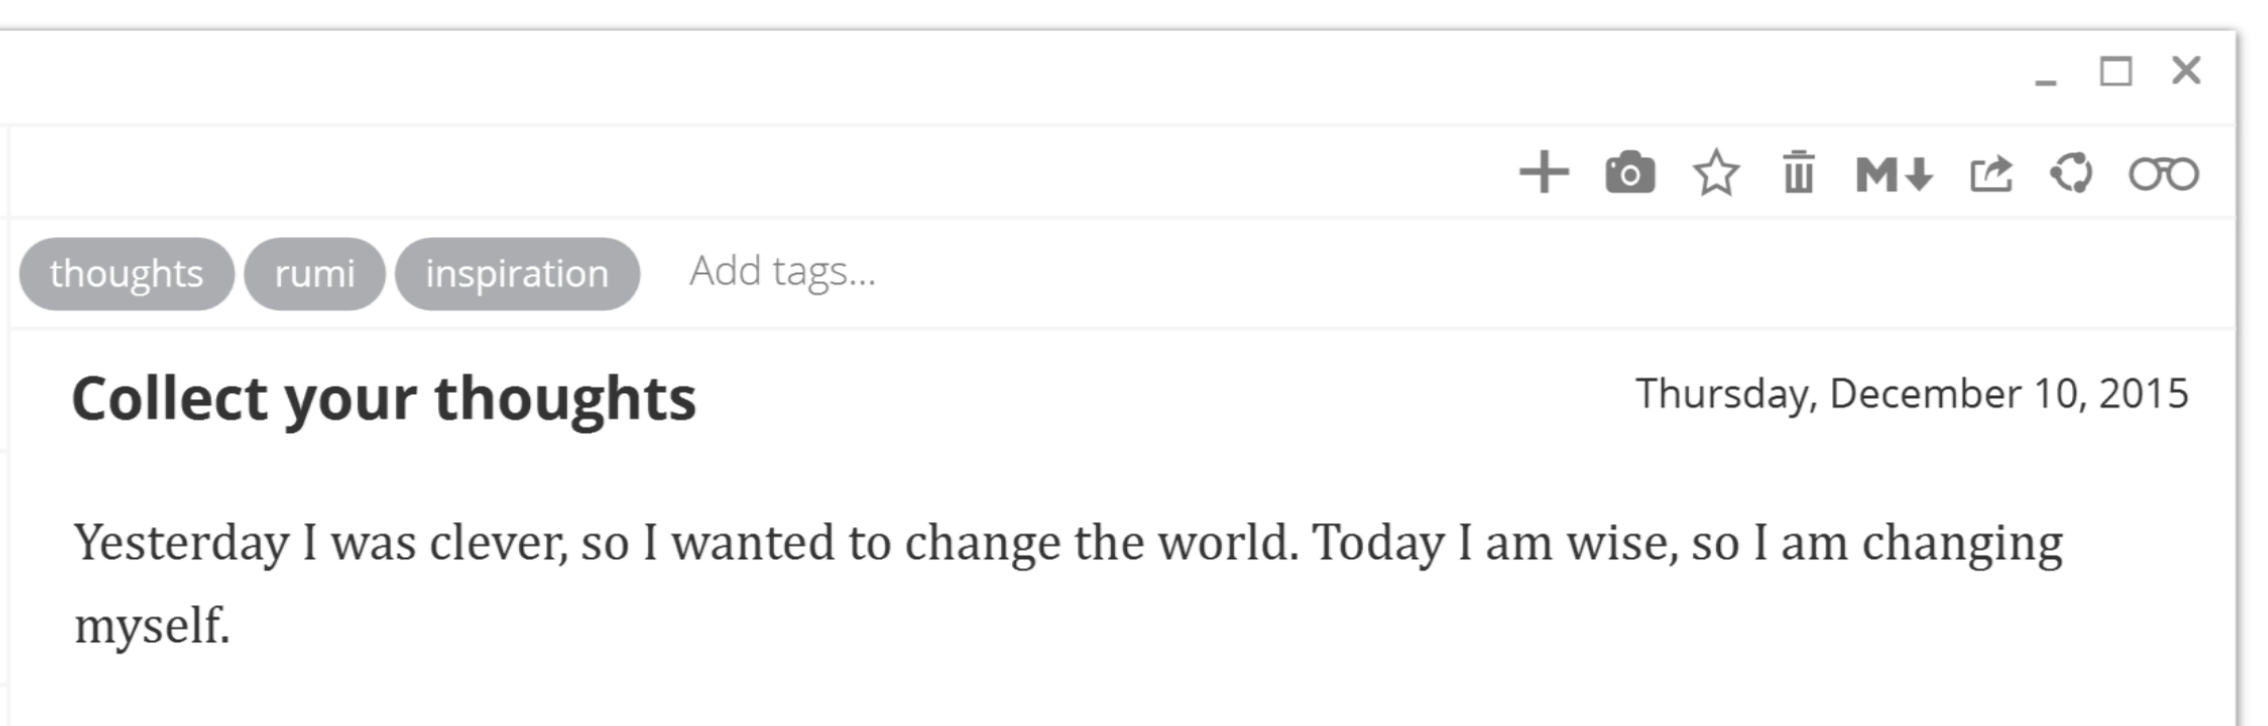 M
thoughts rumi inspiration Add tags...
Collect your thoughts Thursday, December 10, 2015
Yesterday I was clever, so I wanted to change the world. Today I am wise, so I am changing
myself.